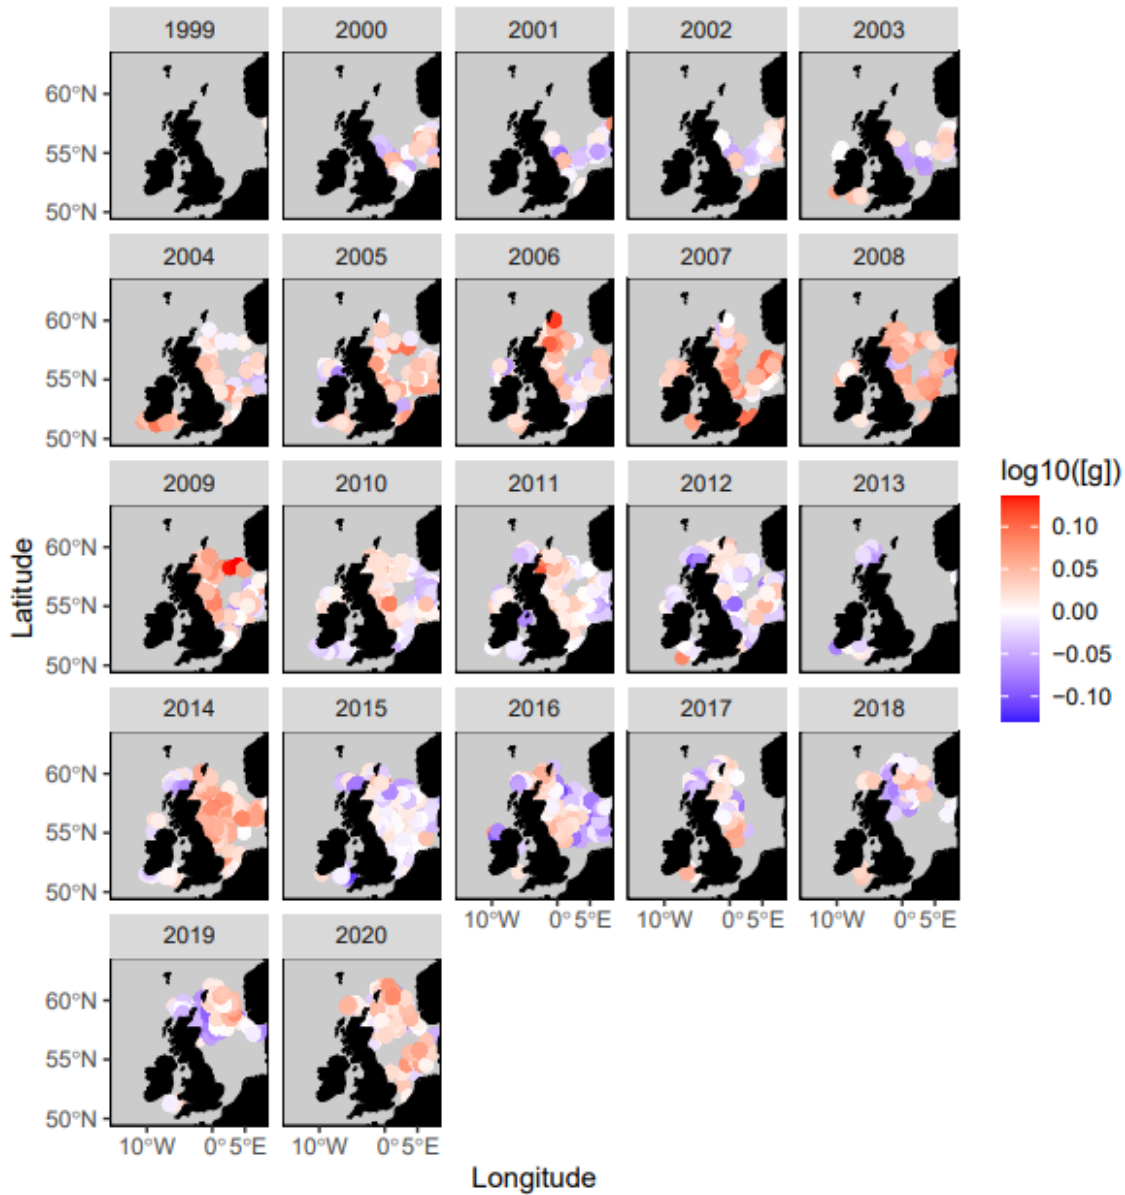 1999 2000 2001 2002 2003
60°N
55°N
50°N
2004 2005 2006 2007 2008
60°N
55°N
50°N
2009 2010 2011 2012 2013
60°N
55°N
50°N
log10([g])
0.10
0.05
0.00
−0.05
−0.10
Latitude
2014 2015 2016 2017 2018
60°N
55°N
50°N
10°W 0° 5°E 10°W 0° 5°E 10°W 0° 5°E
2019 2020
60°N
55°N
50°N
10°W 0° 5°E 10°W 0° 5°E
Longitude